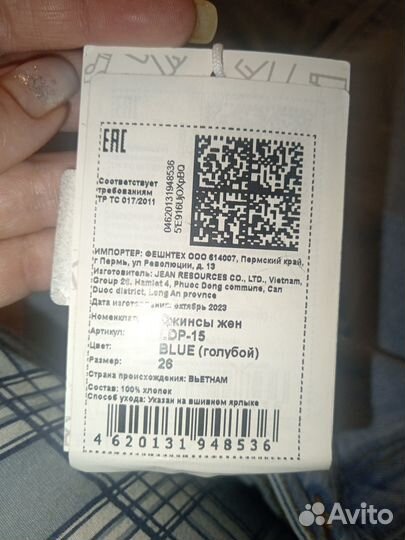 EAC
Соответствует
требованиям
ТР ТС 017/2011
04620131948536
ИМПОРТЕР: ФЕШНТЕХ ООО 614007, Пермский край,
г Пермь, ул Революции, д. 13
Изготовитель: JEAN RESOURCES CO., LTD., Vietnam,
Group 26, Hamlet 4, Phuoc Dong commune, Can
Duoc district, Long An provnce
Дата изготовления: октябрь 2023
Номенкла жинсы жен
Артикул: DP-15
Цвет: BLUE (голубой)
Размер: 26
Страна происхождения: ВЬЕТНАМ
Состав: 100% хлопок
Способ ухода: Указан на вшивном ярлыке
4 620131 948536
Avito